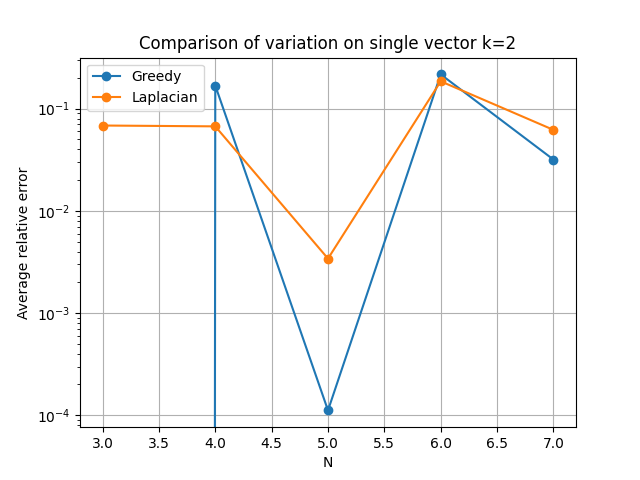 Comparison of variation on single vector k=2
Greedy
Laplacian
10⁻¹
10⁻²
10⁻³
10⁻⁴
Average relative error
3.0 3.5 4.0 4.5 5.0 5.5 6.0 6.5 7.0
N